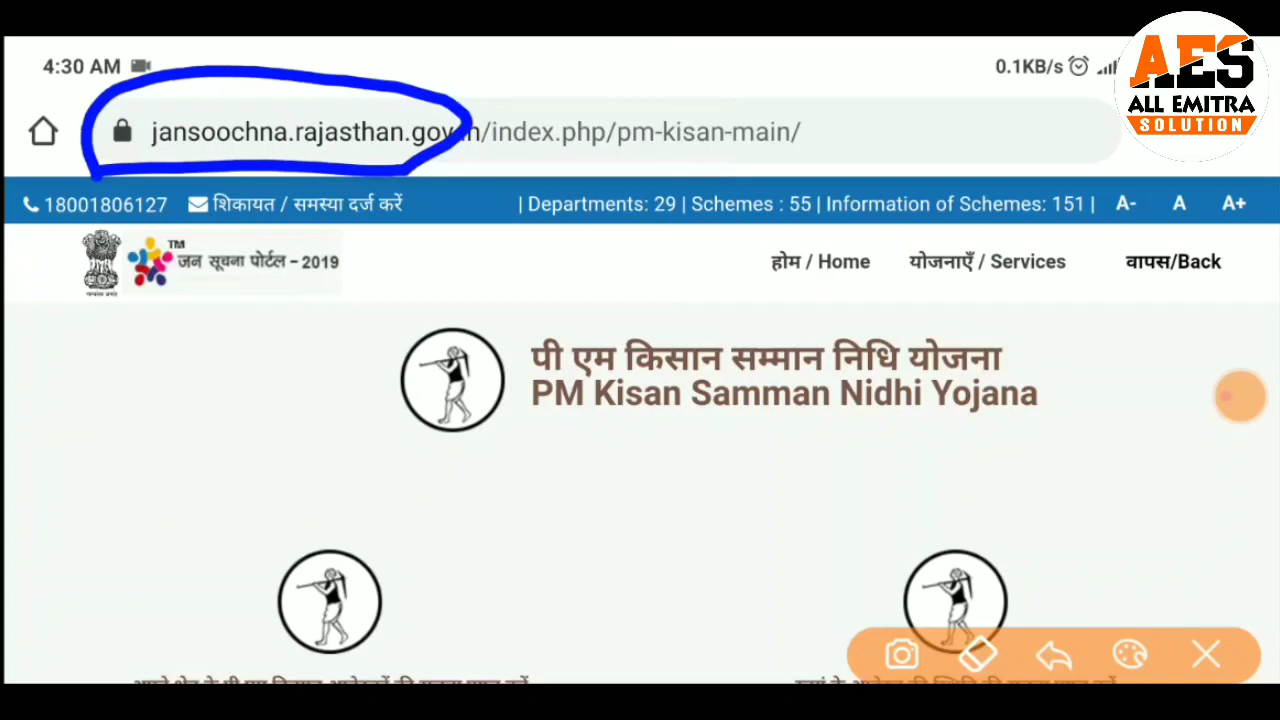 4:30 AM
0.1KB/s
AES
ALL EMITRA
SOLUTION
jansoochna.rajasthan.gov.in/index.php/pm-kisan-main/
18001806127 शिकायत / समस्या दर्ज करें | Departments: 29 | Schemes : 55 | Information of Schemes: 151 | A- A A+
TM
जन सूचना पोर्टल – 2019 होम / Home योजनाएँ / Services वापस/Back
पी एम किसान सम्मान निधि योजना
PM Kisan Samman Nidhi Yojana